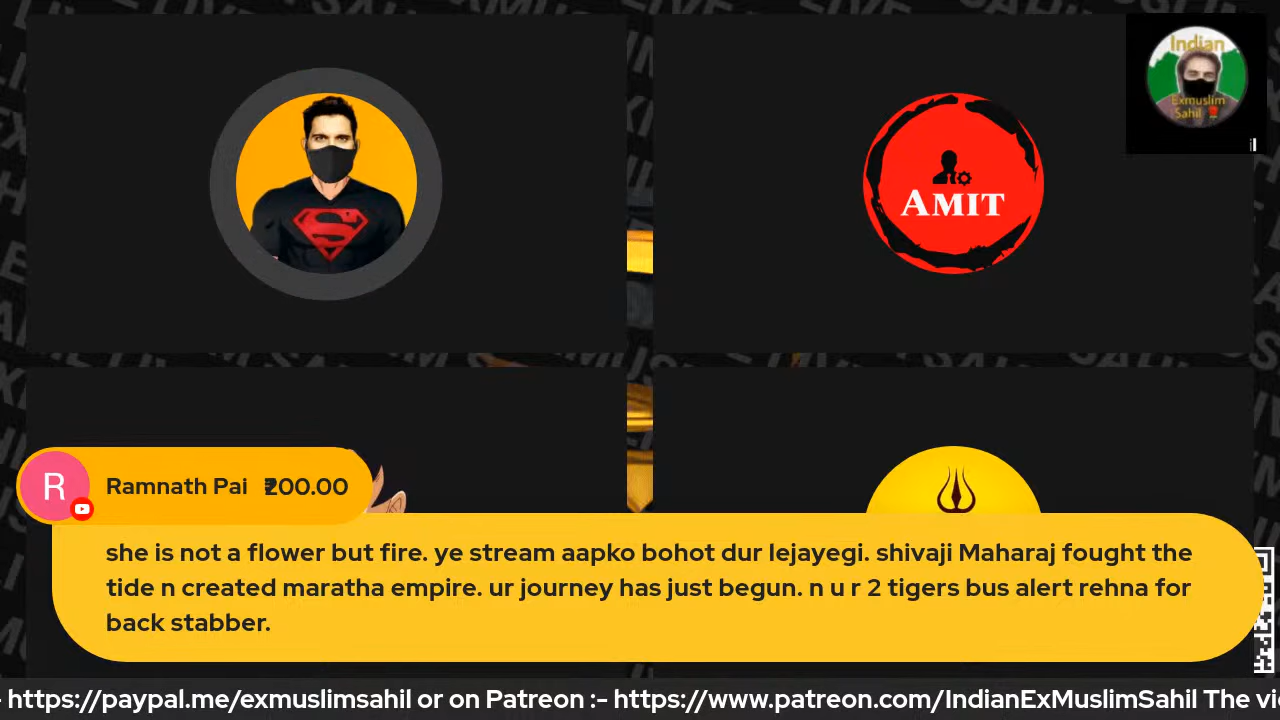 Indian
Exmuslim
Sahil
il
AMIT
R
Ramnath Pai ₹200.00
she is not a flower but fire. ye stream aapko bohot dur lejayegi. shivaji Maharaj fought the
tide n created maratha empire. ur journey has just begun. n u r 2 tigers bus alert rehna for
back stabber.
- https://paypal.me/exmuslimsahil or on Patreon :- https://www.patreon.com/IndianExMuslimSahil The vi